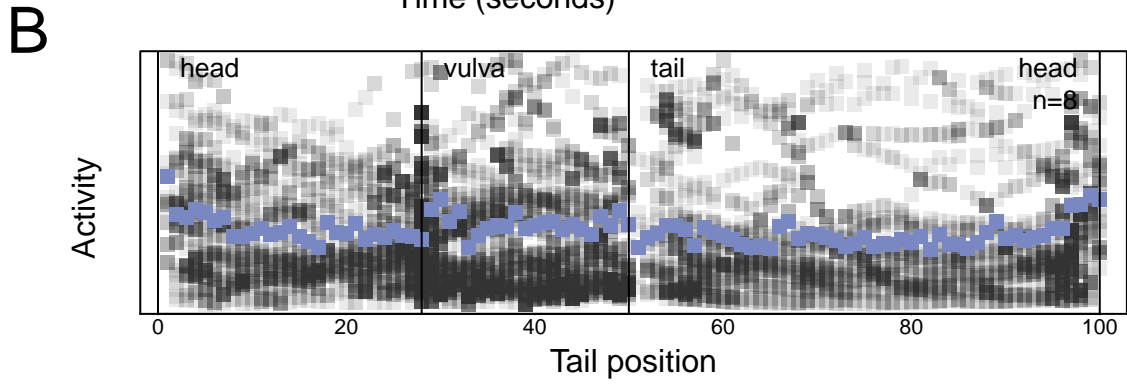 Time (seconds)
B
head vulva tail head
n=8
Activity
0 20 40 60 80 100
Tail position